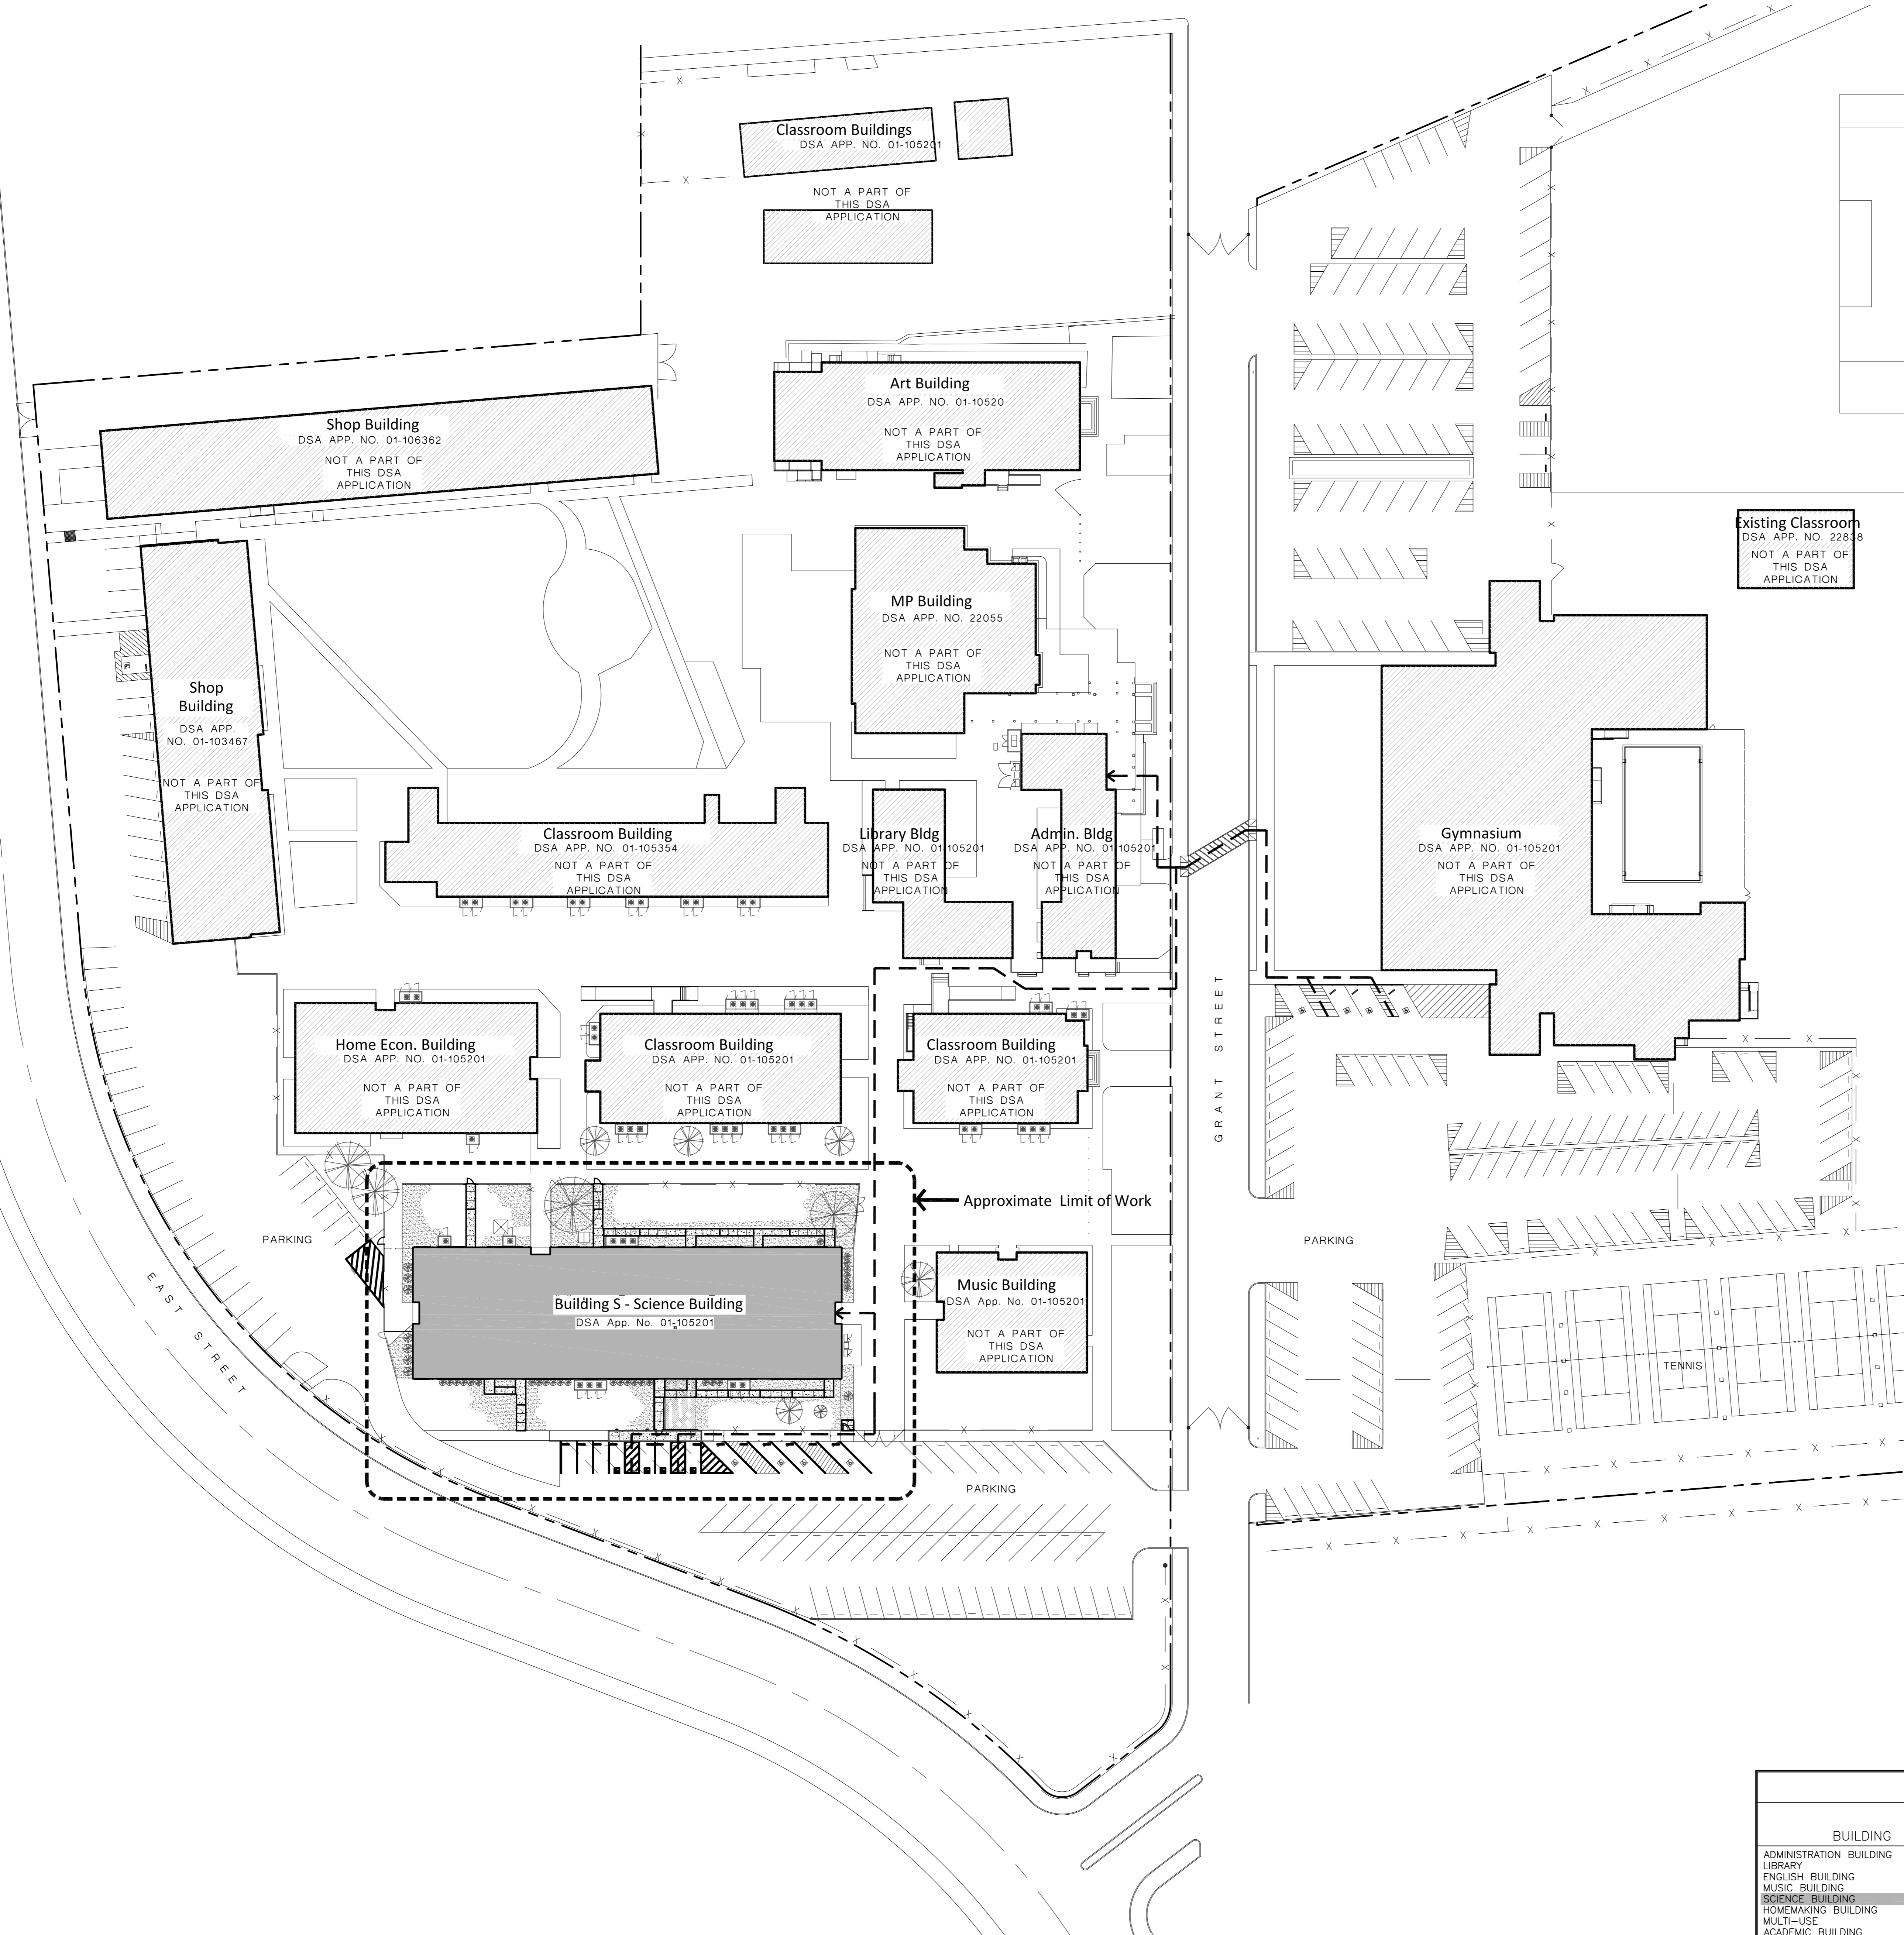 Classroom Buildings
DSA APP. NO. 01-105201
NOT A PART OF
THIS DSA
APPLICATION
Art Building
DSA APP. NO. 01-10520
NOT A PART OF
THIS DSA
APPLICATION
Shop Building
DSA APP. NO. 01-106362
NOT A PART OF
THIS DSA
APPLICATION
Existing Classroom
DSA APP. NO. 22838
NOT A PART OF
THIS DSA
APPLICATION
MP Building
DSA APP. NO. 22055
NOT A PART OF
THIS DSA
APPLICATION
Shop
Building
DSA APP.
NO. 01-103467
NOT A PART OF
THIS DSA
APPLICATION
Classroom Building
DSA APP. NO. 01-105354
NOT A PART OF
THIS DSA
APPLICATION
Library Bldg
DSA APP. NO. 01-105201
NOT A PART OF
THIS DSA
APPLICATION
Admin. Bldg
DSA APP. NO. 01-105201
NOT A PART OF
THIS DSA
APPLICATION
Gymnasium
DSA APP. NO. 01-105201
NOT A PART OF
THIS DSA
APPLICATION
GRANT STREET
Home Econ. Building
DSA APP. NO. 01-105201
NOT A PART OF
THIS DSA
APPLICATION
Classroom Building
DSA APP. NO. 01-105201
NOT A PART OF
THIS DSA
APPLICATION
Classroom Building
DSA APP. NO. 01-105201
NOT A PART OF
THIS DSA
APPLICATION
Approximate Limit of Work
PARKING
PARKING
EAST STREET
Building S - Science Building
DSA App. No. 01-105201
Music Building
DSA App. No. 01-105201
NOT A PART OF
THIS DSA
APPLICATION
TENNIS
PARKING
BUILDING
ADMINISTRATION BUILDING
LIBRARY
ENGLISH BUILDING
MUSIC BUILDING
SCIENCE BUILDING
HOMEMAKING BUILDING
MULTI-USE
ACADEMIC BUILDING